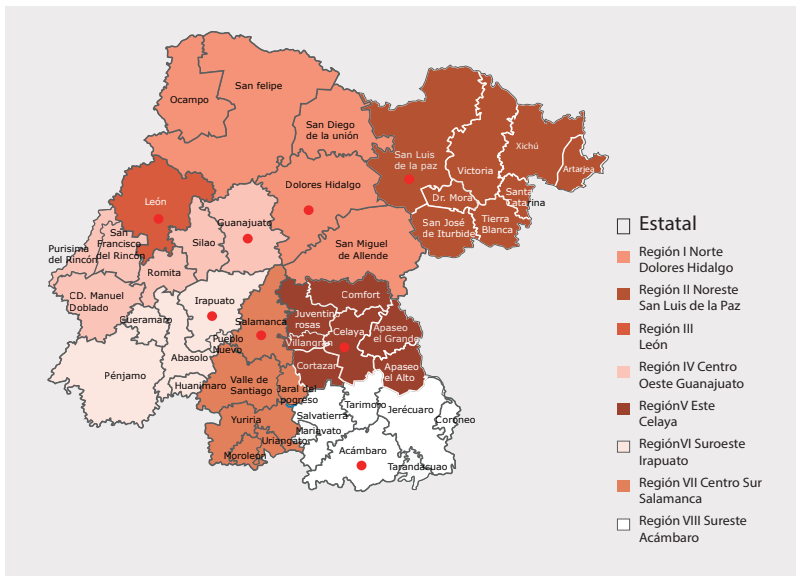 San felipe
Ocampo
San Diego
de la unión
San Luis
de la paz
Victoria
Xichú
Artarjea
Dolores Hidalgo
León
Dr. Mora
Santa
Catarina
Guanajuato
San José
de Iturbide
Tierra
Blanca
San
Francisco
del Rincón
Silao
San Miguel
de Allende
Purisima
del Rincón
Romita
CD. Manuel
Doblado
Irapuato
Comfort
Cueramaro
Salamanca
Juventin
rosas
Celaya
Apaseo
el Grande
Pueblo
Nuevo
Villangrán
Abasolo
Cortazar
Apaseo
el Alto
Pénjamo
Huanimaro
Valle de
Santiago
Jaral del
pogreso
Tarimoro
Jerécuaro
Salvatierra
Coroneo
Yuriria
Mariavato
Uriangato
Moroleón
Acámbaro
Tarandacuao
Estatal
Región I Norte
Dolores Hidalgo
Región II Noreste
San Luis de la Paz
Región III
León
Región IV Centro
Oeste Guanajuato
RegiónV Este
Celaya
RegiónVI Suroeste
Irapuato
Región VII Centro Sur
Salamanca
Región VIII Sureste
Acámbaro